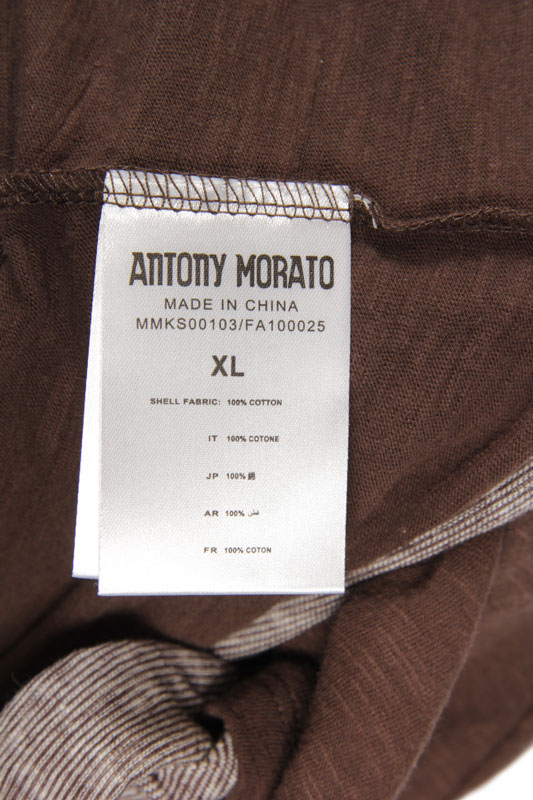 ANTONY MORATO
MADE IN CHINA
MMKS00103/FA100025
XL
SHELL FABRIC: 100% COTTON
IT 100% COTONE
JP 100% 綿
AR 100%
FR 100% COTON